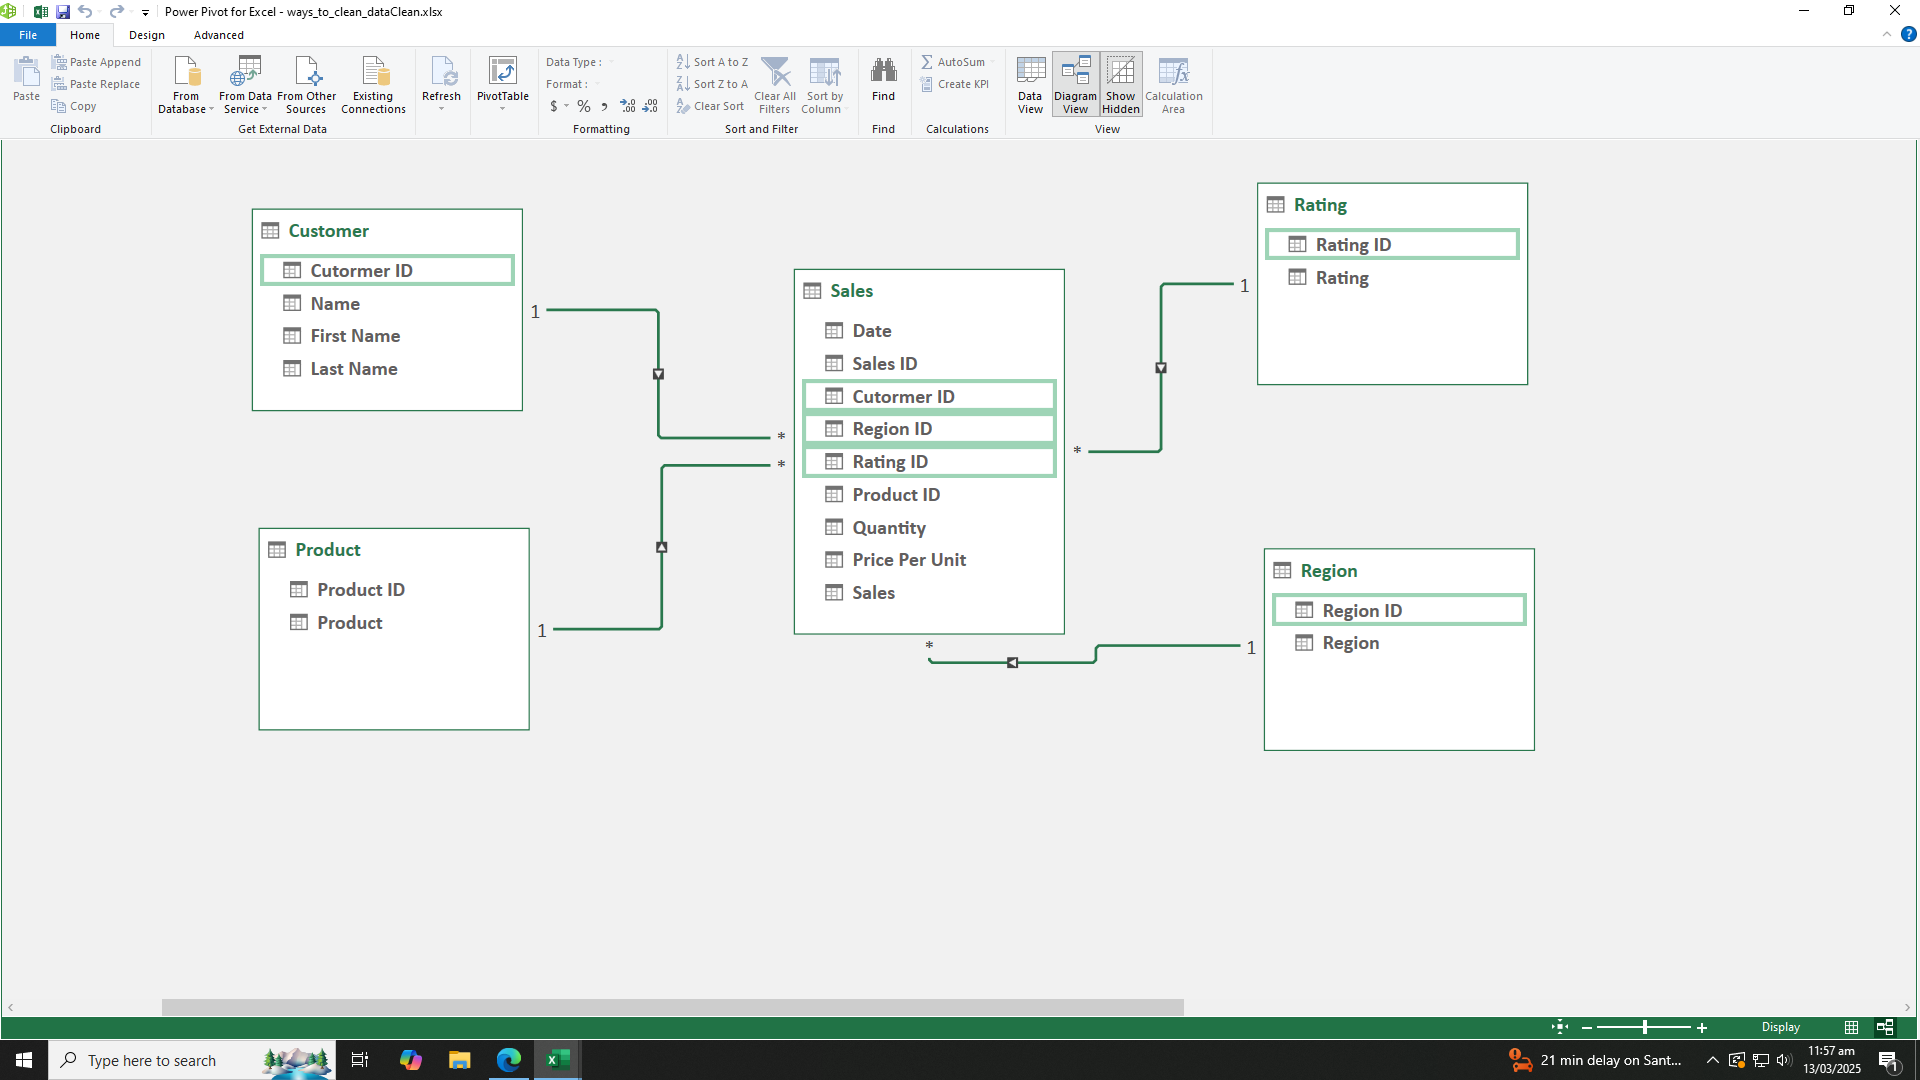 Power Pivot for Excel - ways_to_clean_dataClean.xlsx
File Home Design Advanced
Paste
Paste Append
Paste Replace
Copy
Clipboard
From Database
From Data Service
From Other Sources
Existing Connections
Get External Data
Refresh
PivotTable
Data Type :
Format :
$ % ,
Formatting
Sort A to Z
Sort Z to A
Clear Sort
Clear All Filters
Sort by Column
Sort and Filter
Find
Find
AutoSum
Create KPI
Calculations
Data View
Diagram View
Show Hidden
Calculation Area
View
Customer
Cutormer ID
Name
First Name
Last Name
1
*
Product
Product ID
Product
1
*
Sales
Date
Sales ID
Cutormer ID
Region ID
Rating ID
Product ID
Quantity
Price Per Unit
Sales
*
Rating
Rating ID
Rating
1
*
Region
Region ID
Region
1
Display
Type here to search
21 min delay on Sant...
11:57 am
13/03/2025
1